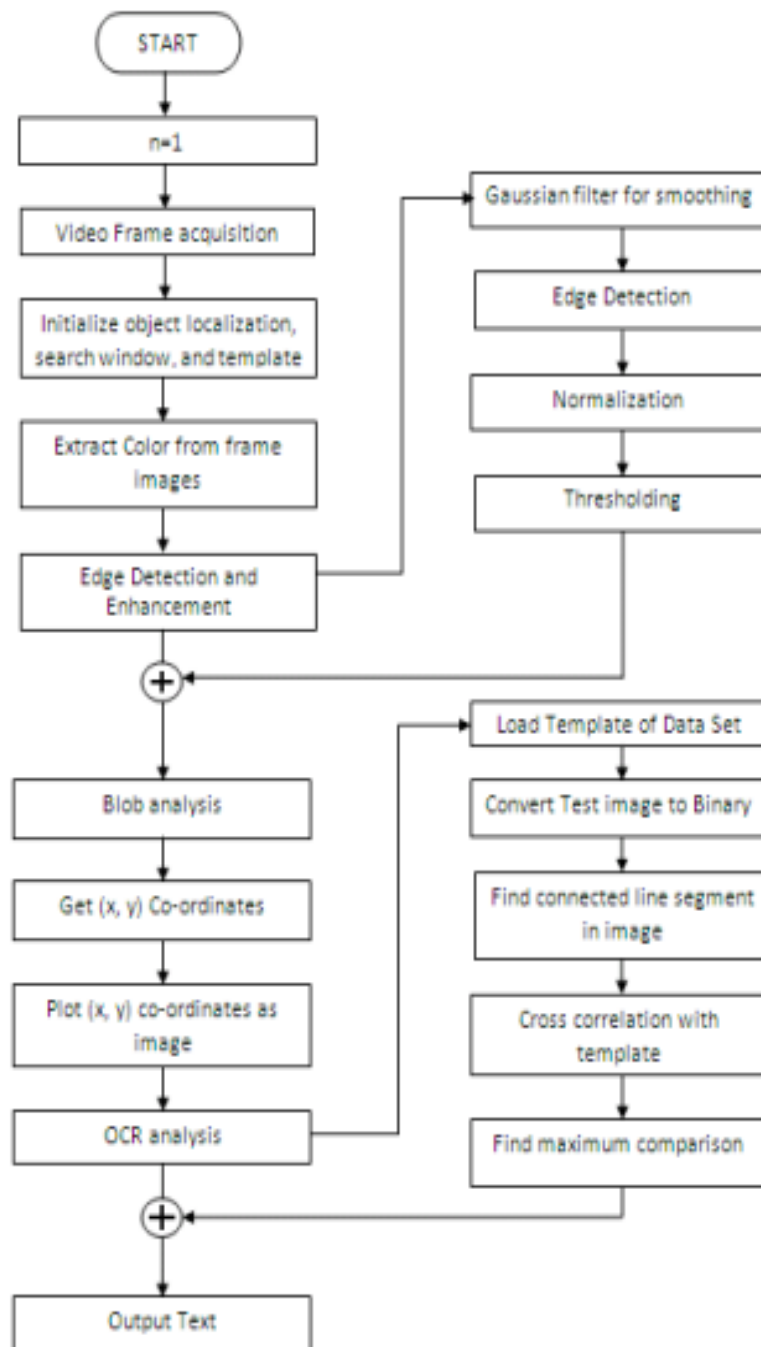 START
n=1
Video Frame acquisition
Initialize object localization,
search window, and template
Extract Color from frame
images
Edge Detection and
Enhancement
Gaussian filter for smoothing
Edge Detection
Normalization
Thresholding
+
Blob analysis
Get (x, y) Co-ordinates
Plot (x, y) co-ordinates as
image
OCR analysis
Load Template of Data Set
Convert Test image to Binary
Find connected line segment
in image
Cross correlation with
template
Find maximum comparison
+
Output Text